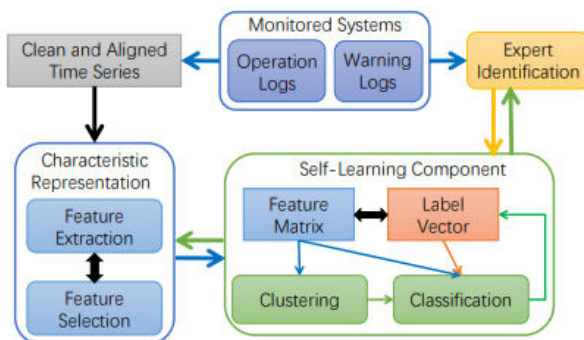 Monitored Systems
Clean and Aligned
Time Series
Operation
Logs
Warning
Logs
Expert
Identification
Characteristic
Representation
Feature
Extraction
Feature
Selection
Self-Learning Component
Feature
Matrix
Label
Vector
Clustering
Classification